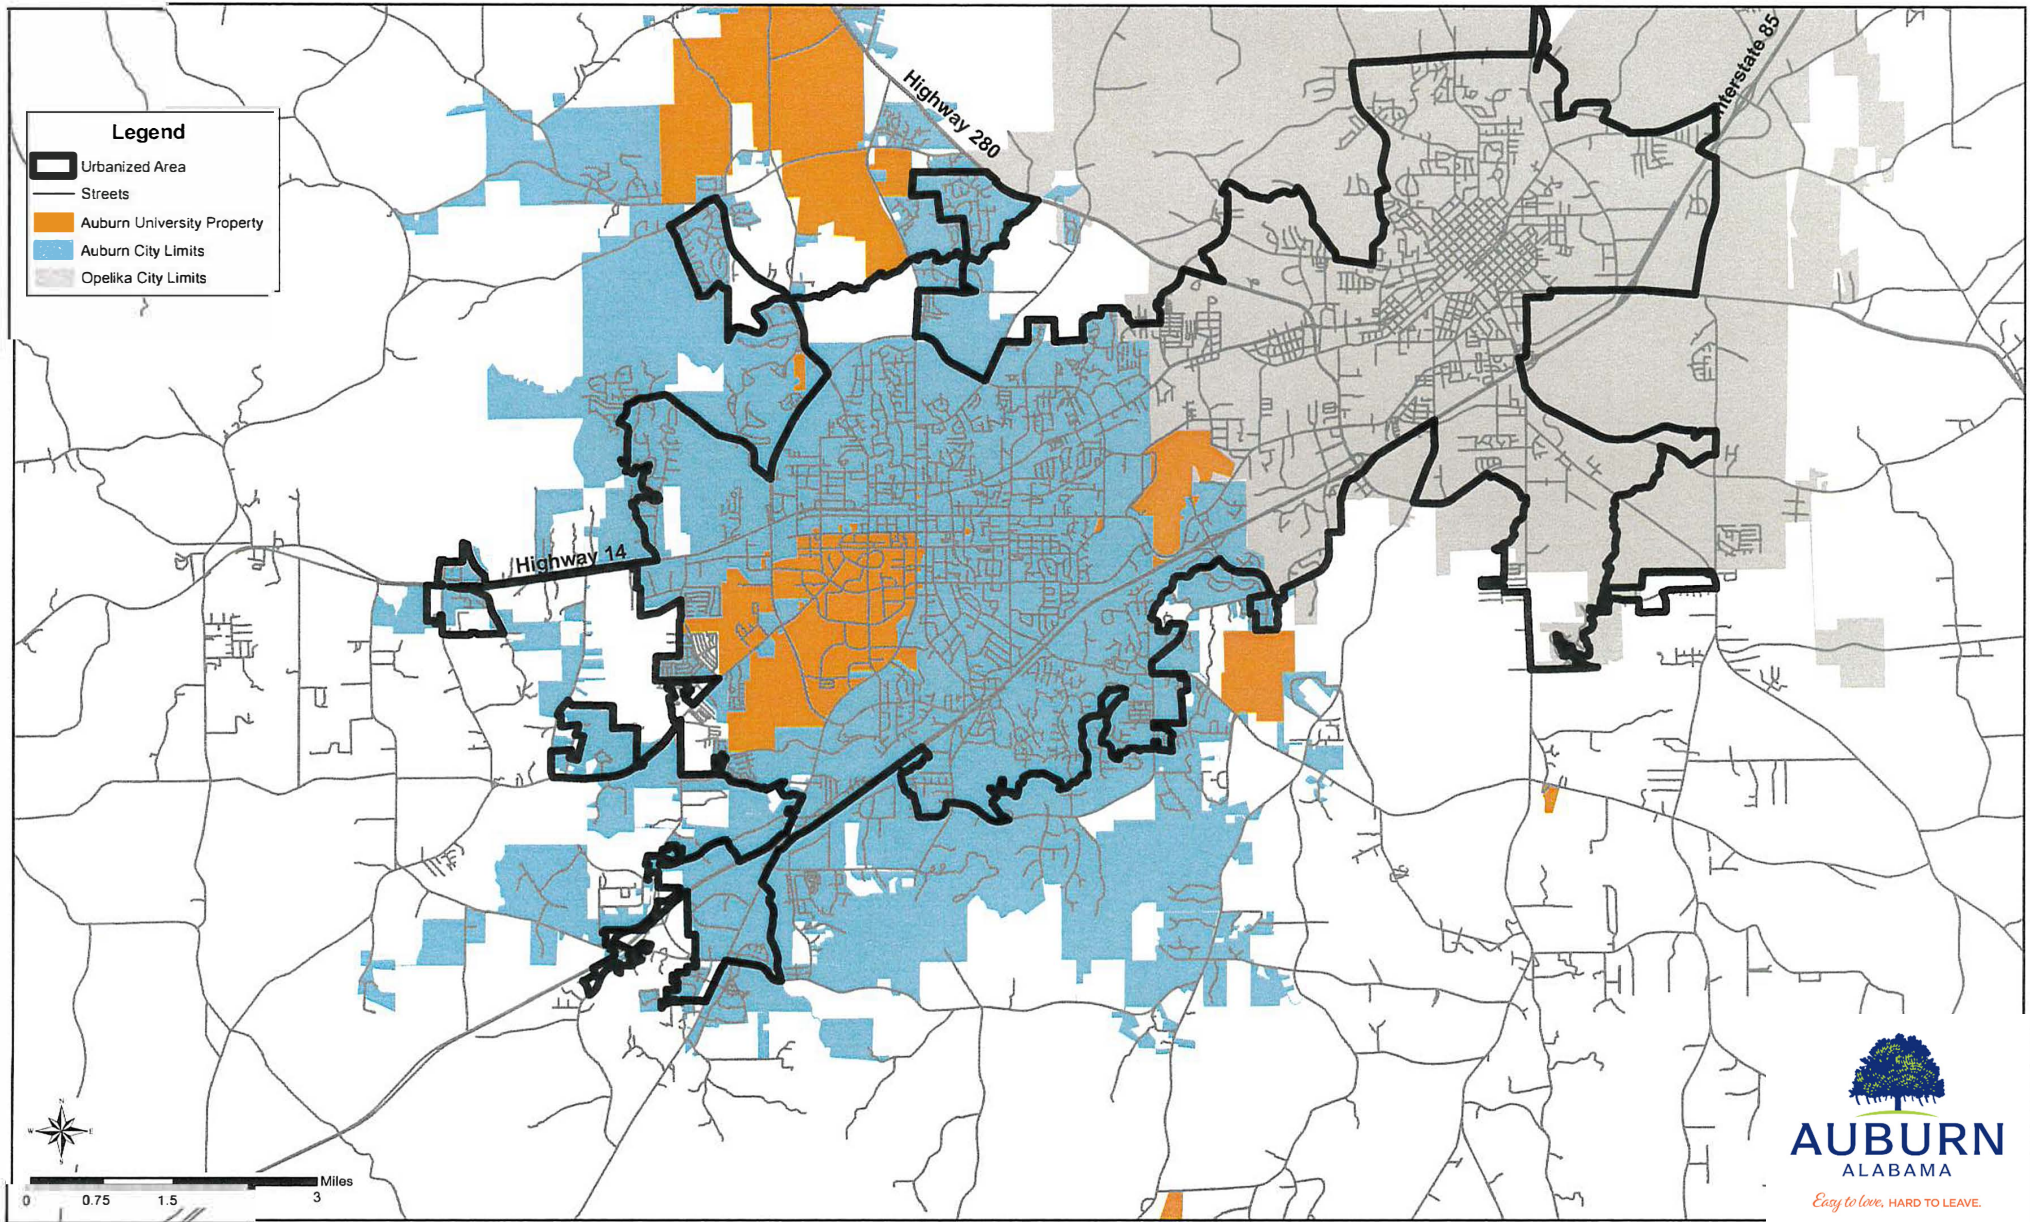 Highway 280
Interstate 85
Legend
Urbanized Area
Streets
Auburn University Property
Auburn City Limits
Opelika City Limits
Highway 14
N
W
E
S
Miles
0 0.75 1.5 3
AUBURN
ALABAMA
Easy to love, HARD TO LEAVE.